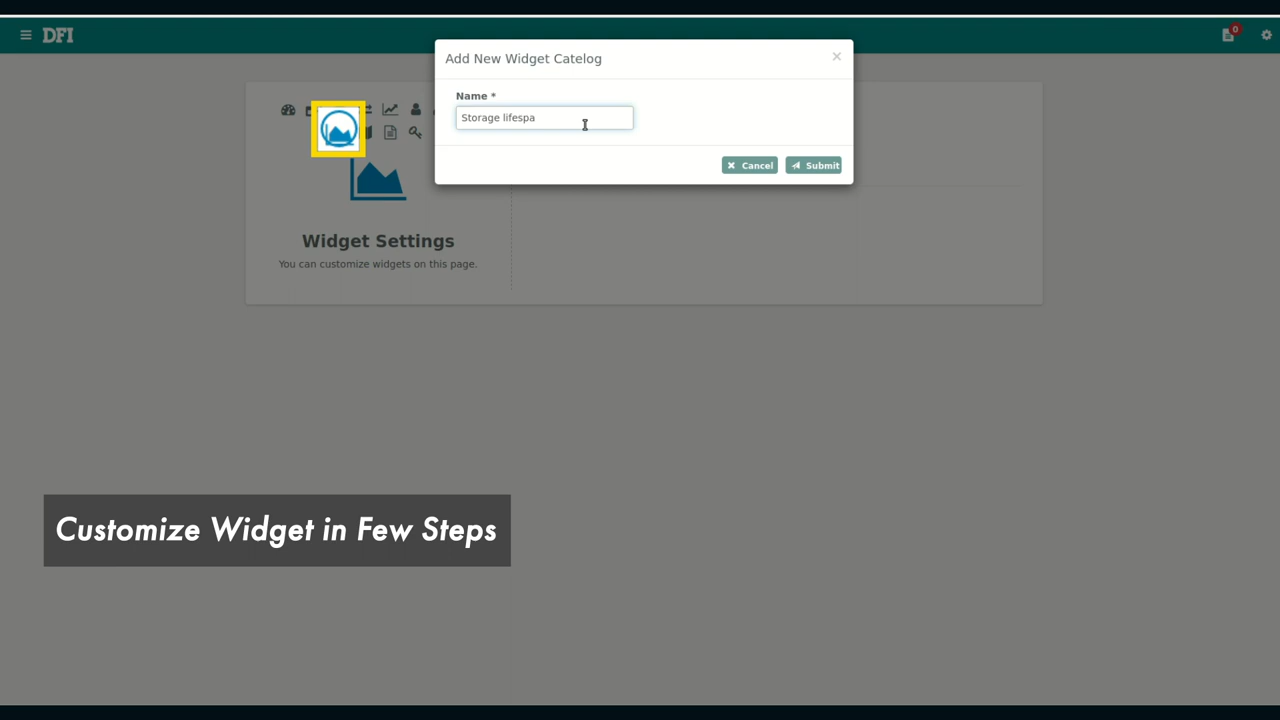 DFI
0
Add New Widget Catelog
×
Name *
Storage lifespa
Cancel
Submit
Widget Settings
You can customize widgets on this page.
Customize Widget in Few Steps